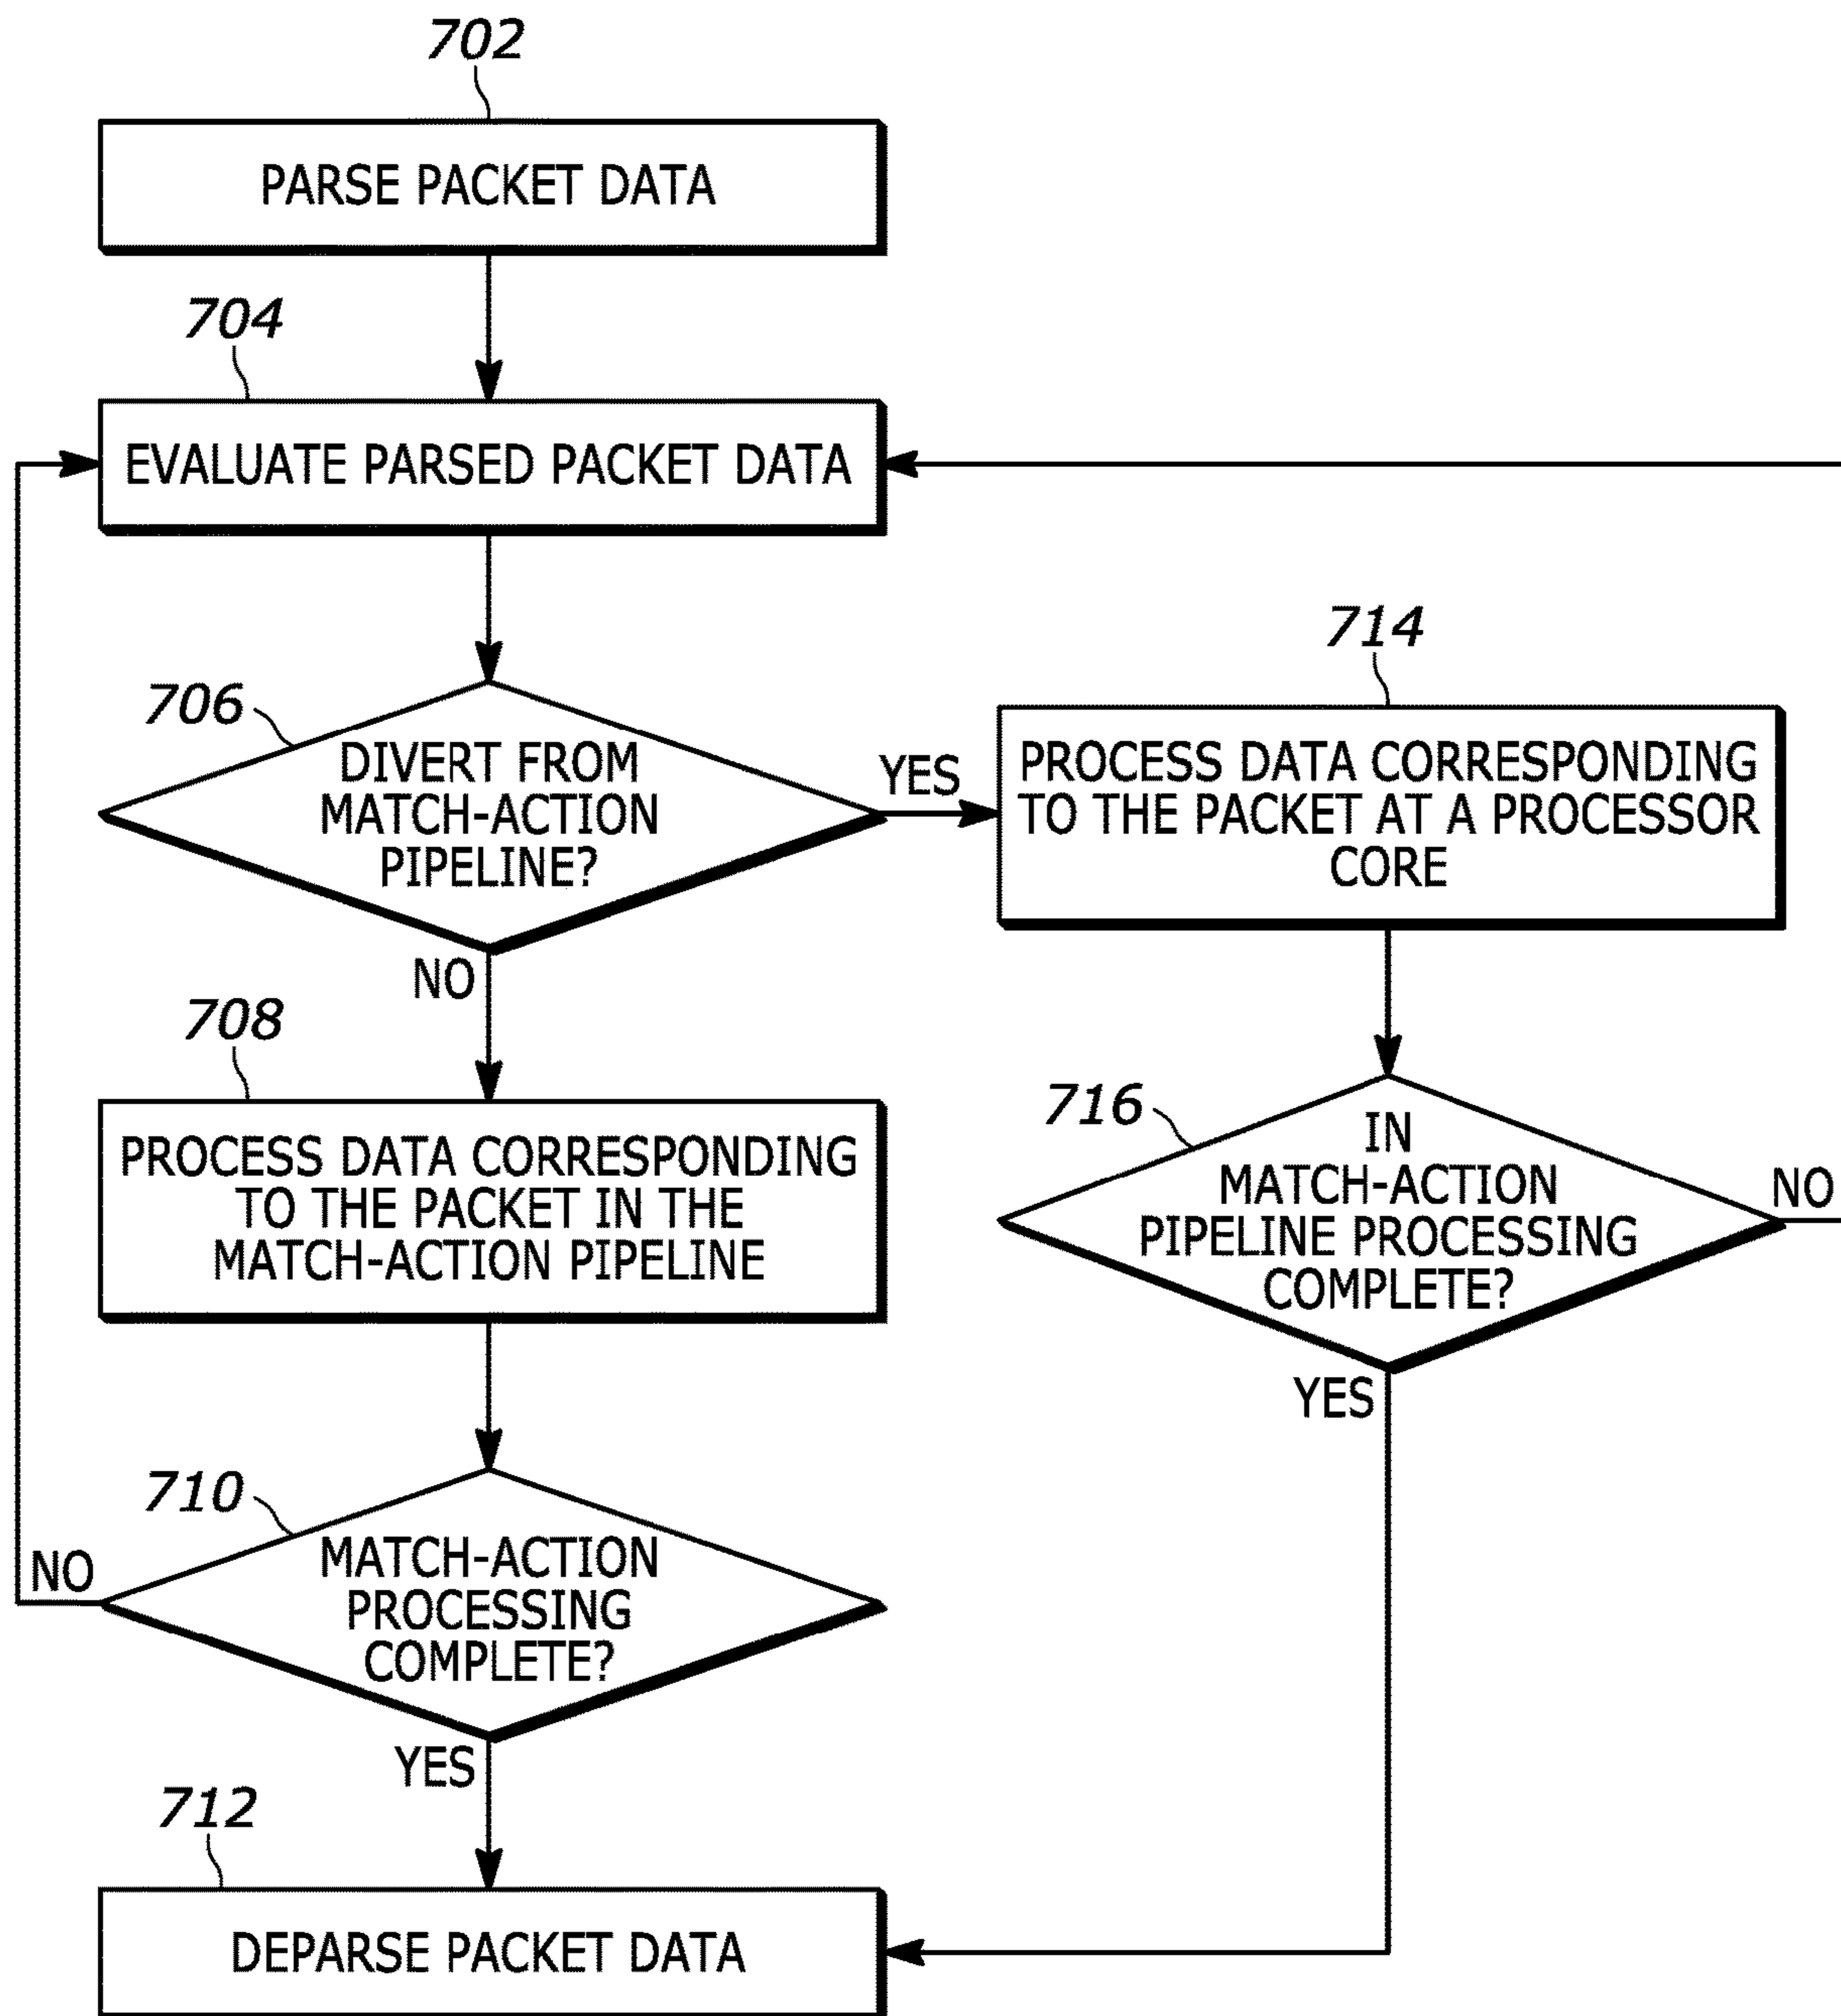 702
PARSE PACKET DATA
704
EVALUATE PARSED PACKET DATA
706
DIVERT FROM
MATCH-ACTION
PIPELINE?
YES
NO
714
PROCESS DATA CORRESPONDING
TO THE PACKET AT A PROCESSOR
CORE
708
PROCESS DATA CORRESPONDING
TO THE PACKET IN THE
MATCH-ACTION PIPELINE
716
IN
MATCH-ACTION
PIPELINE PROCESSING
COMPLETE?
NO
YES
710
MATCH-ACTION
PROCESSING
COMPLETE?
NO
YES
712
DEPARSE PACKET DATA